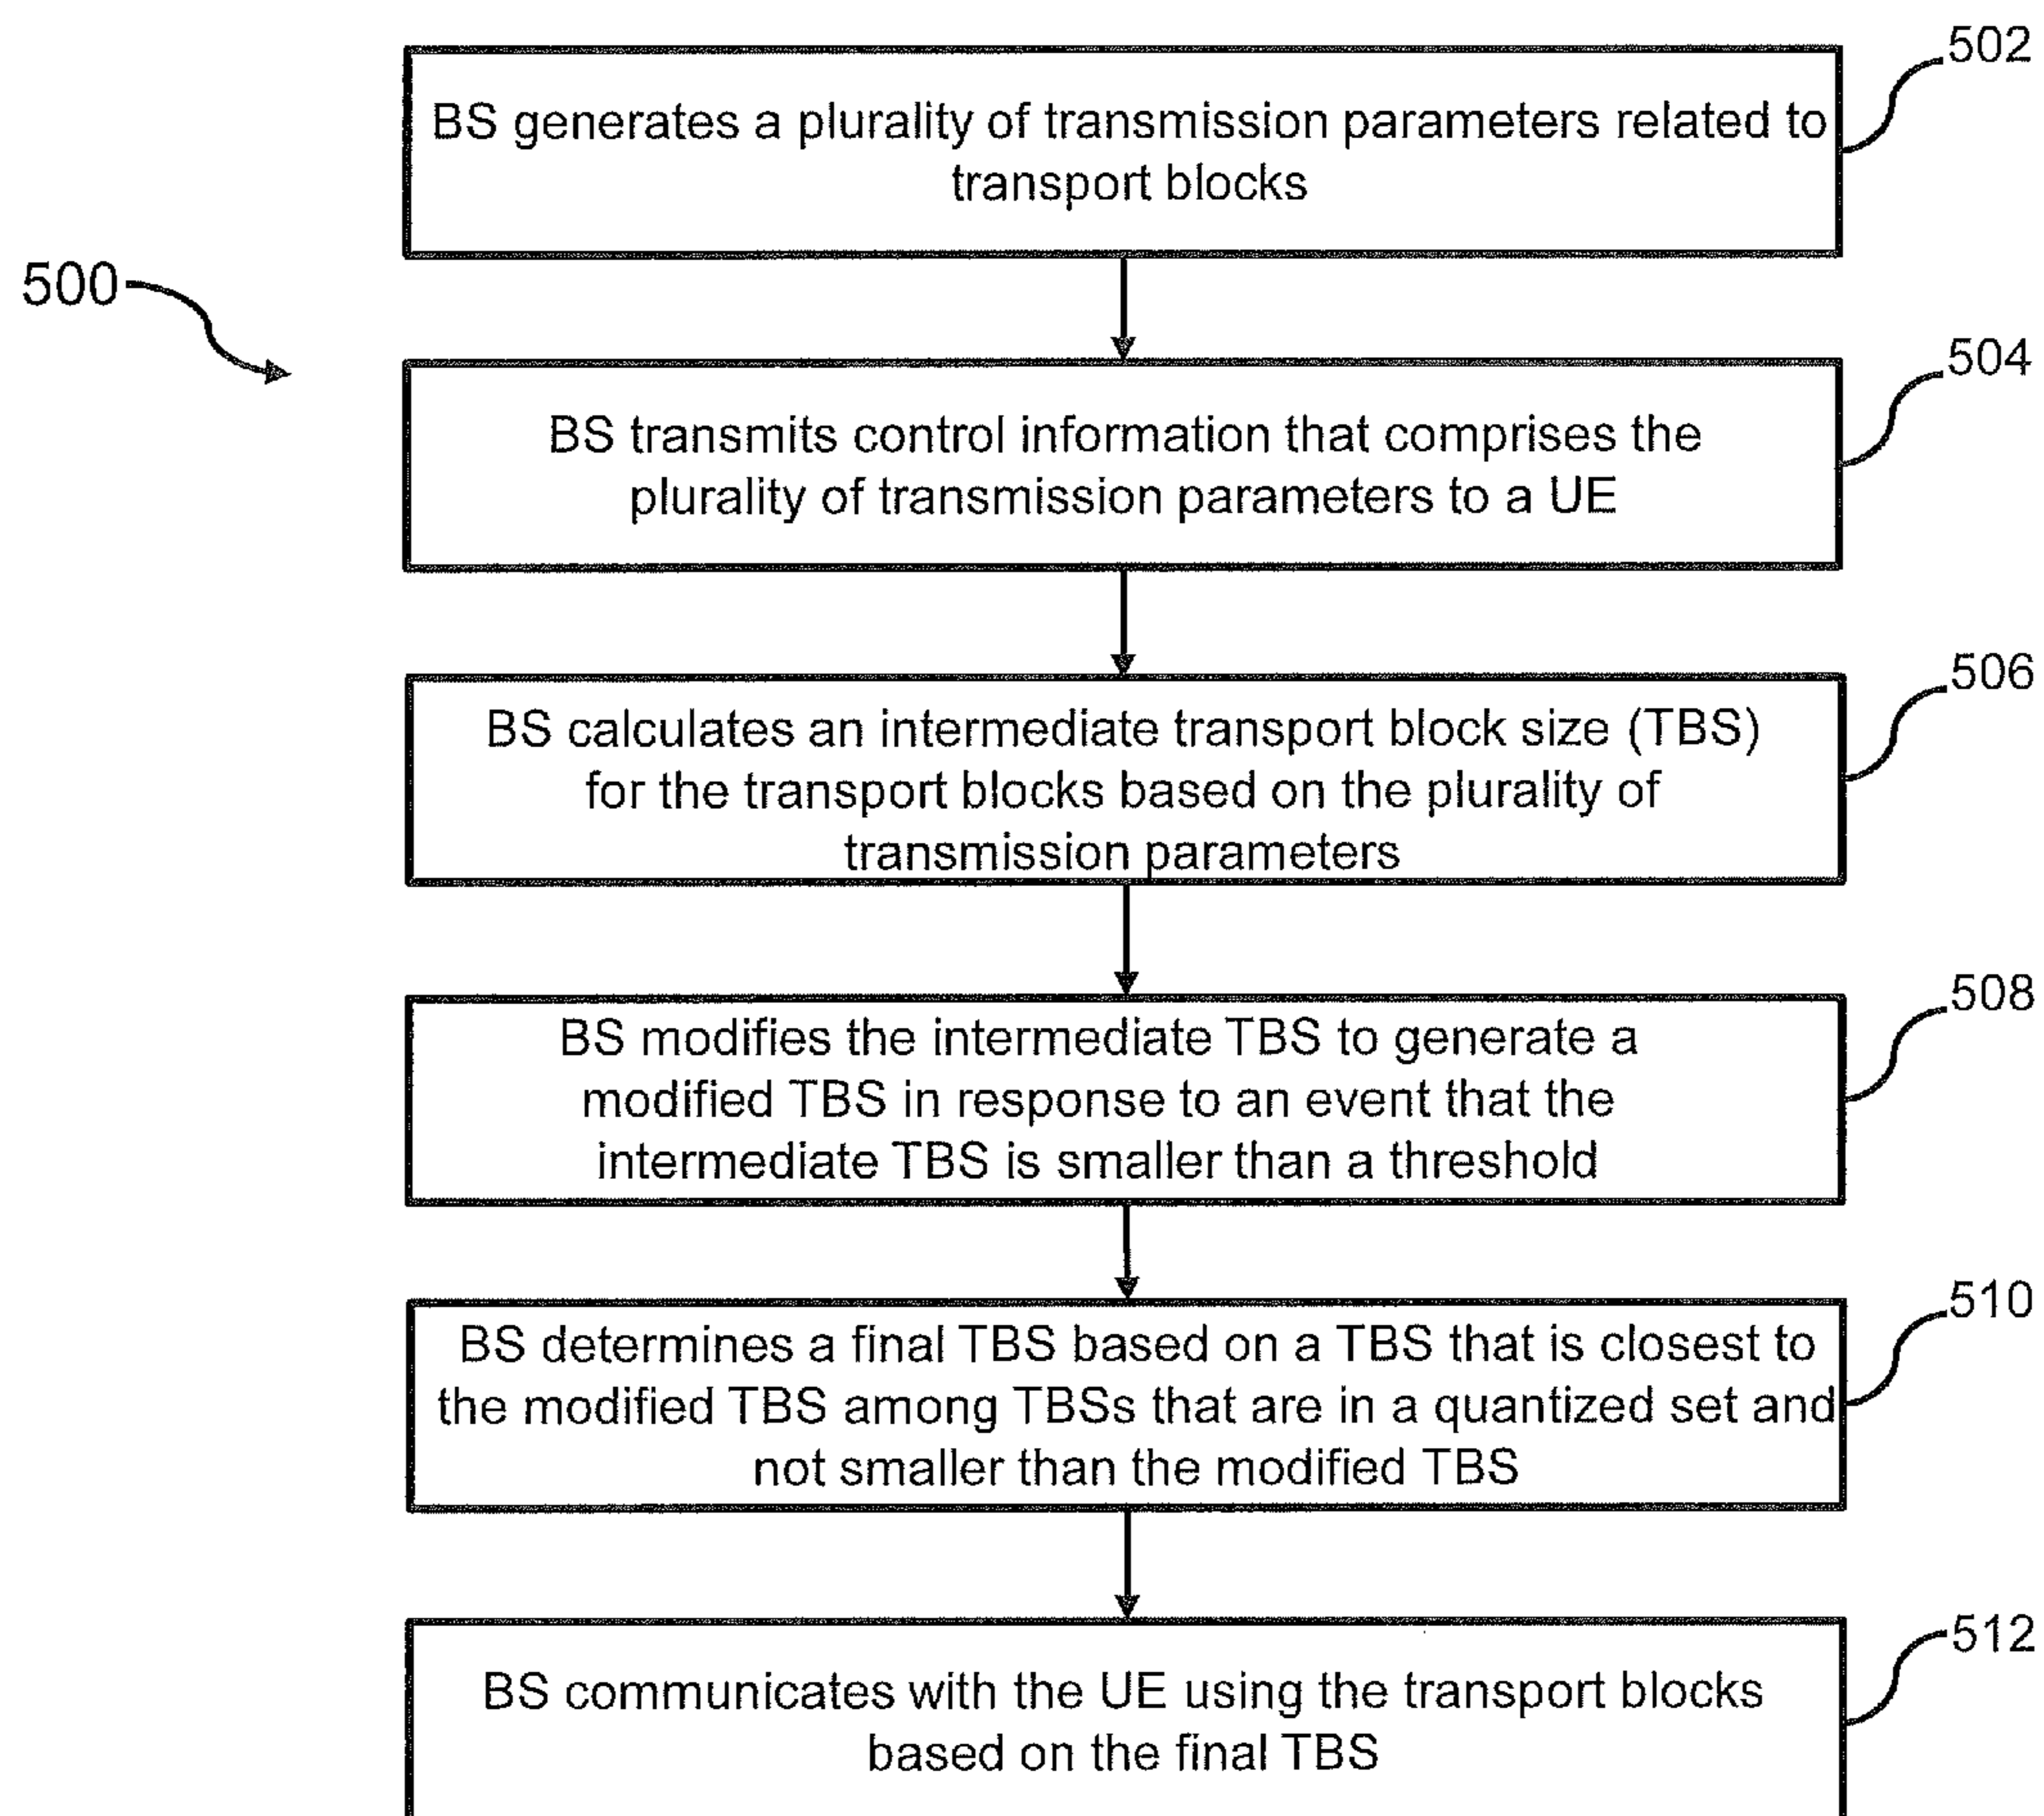 502
BS generates a plurality of transmission parameters related to
transport blocks
500
504
BS transmits control information that comprises the
plurality of transmission parameters to a UE
506
BS calculates an intermediate transport block size (TBS)
for the transport blocks based on the plurality of
transmission parameters
508
BS modifies the intermediate TBS to generate a
modified TBS in response to an event that the
intermediate TBS is smaller than a threshold
510
BS determines a final TBS based on a TBS that is closest to
the modified TBS among TBSs that are in a quantized set and
not smaller than the modified TBS
512
BS communicates with the UE using the transport blocks
based on the final TBS